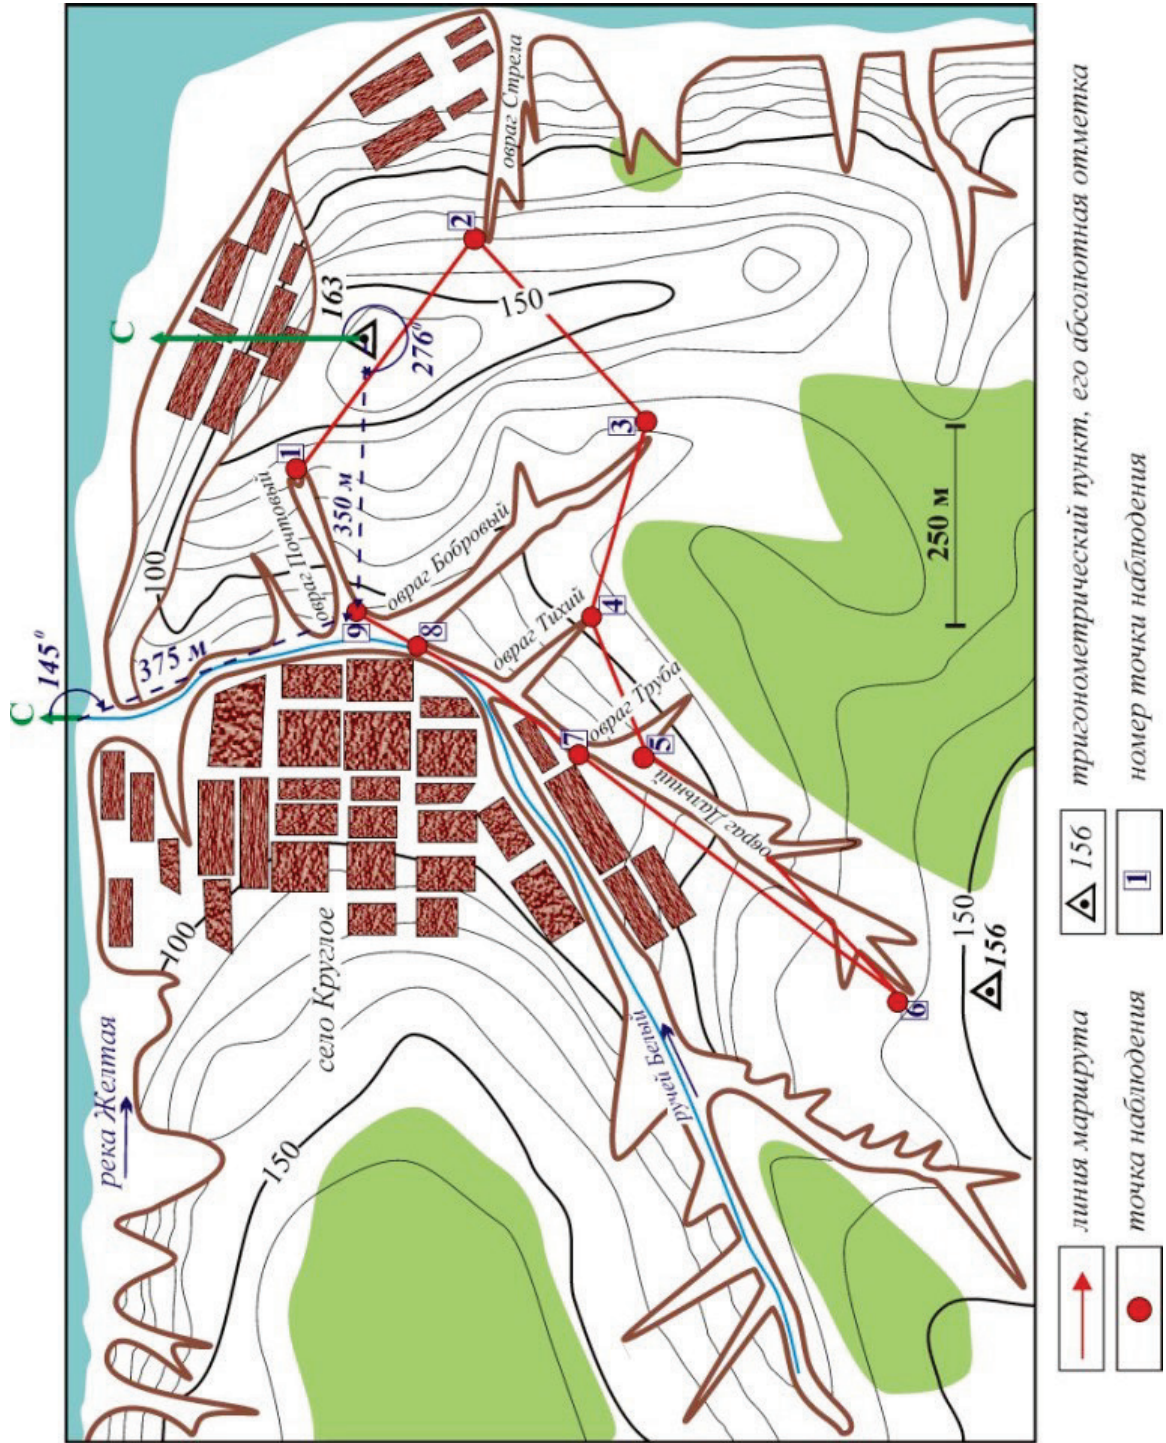 С
145⁰
375 м
100
С
163
276⁰
350 м
1
2
3
4
5
6
7
8
9
овраг Стрела
овраг Почтовый
овраг Бобровый
овраг Тихий
овраг Труба
овраг Дальний
150
250 м
река Желтая
100
село Круглое
150
ручей Белый
150
156
линия маршрута
156
тригонометрический пункт, его абсолютная отметка
точка наблюдения
1
номер точки наблюдения